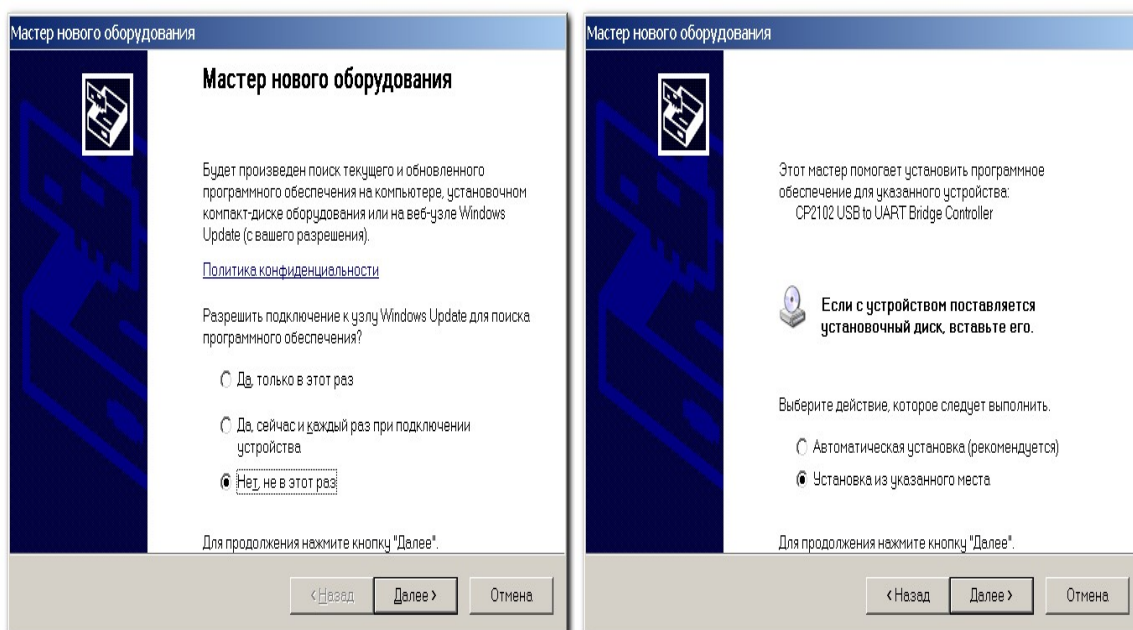 Мастер нового оборудования
Мастер нового оборудования
Будет произведен поиск текущего и обновленного
программного обеспечения на компьютере, установочном
компакт-диске оборудования или на веб-узле Windows
Update (с вашего разрешения).
Политика конфиденциальности
Разрешить подключение к узлу Windows Update для поиска
программного обеспечения?
Да, только в этот раз
Да, сейчас и каждый раз при подключении
устройства
Нет, не в этот раз
Для продолжения нажмите кнопку "Далее".
< Назад
Далее >
Отмена
Мастер нового оборудования
Этот мастер помогает установить программное
обеспечение для указанного устройства:
CP2102 USB to UART Bridge Controller
Если с устройством поставляется
установочный диск, вставьте его.
Выберите действие, которое следует выполнить.
Автоматическая установка (рекомендуется)
Установка из указанного места
Для продолжения нажмите кнопку "Далее".
< Назад
Далее >
Отмена